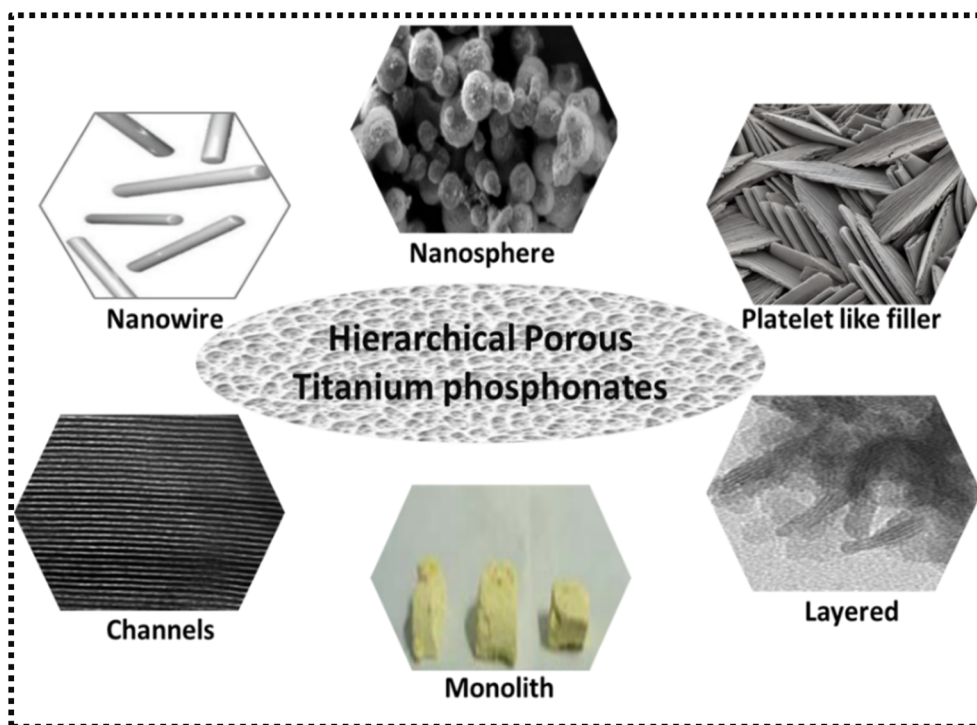 Nanosphere
Nanowire
Platelet like filler
Hierarchical Porous
Titanium phosphonates
Channels
Layered
Monolith